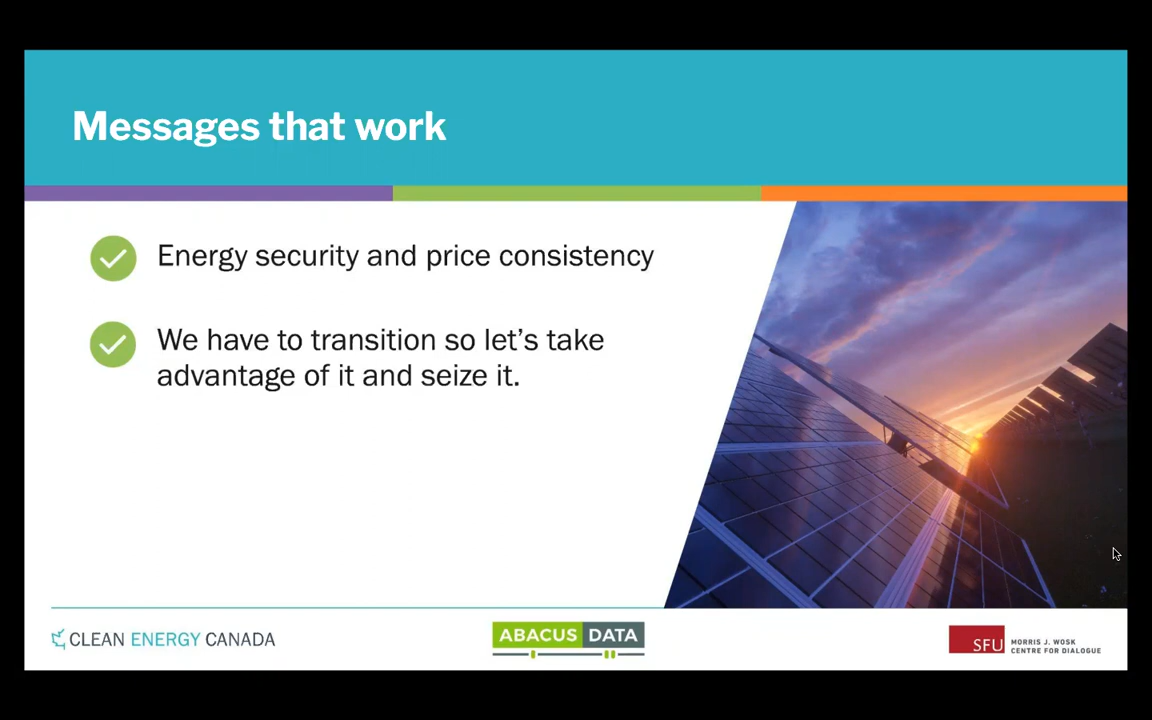 Messages that work
Energy security and price consistency
We have to transition so let’s take
advantage of it and seize it.
CLEAN ENERGY CANADA
ABACUS DATA
SFU
MORRIS J. WOSK
CENTRE FOR DIALOGUE